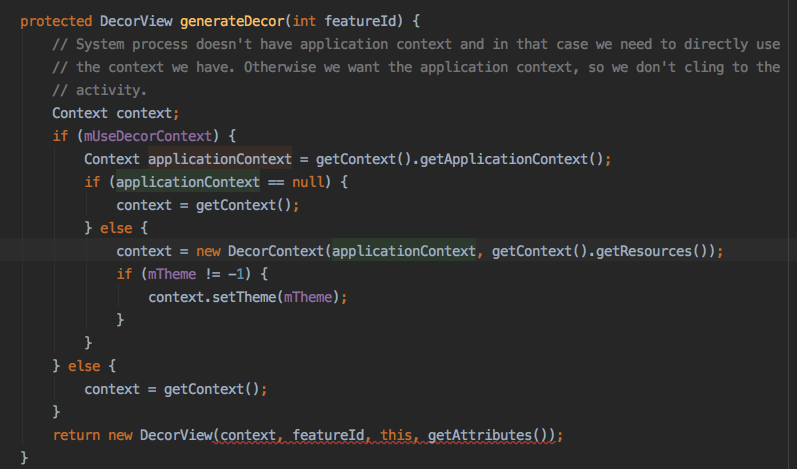 protected DecorView generateDecor(int featureId) {
    // System process doesn't have application context and in that case we need to directly use
    // the context we have. Otherwise we want the application context, so we don't cling to the
    // activity.
    Context context;
    if (mUseDecorContext) {
        Context applicationContext = getContext().getApplicationContext();
        if (applicationContext == null) {
            context = getContext();
        } else {
            context = new DecorContext(applicationContext, getContext().getResources());
            if (mTheme != -1) {
                context.setTheme(mTheme);
            }
        }
    } else {
        context = getContext();
    }
    return new DecorView(context, featureId, this, getAttributes());
}